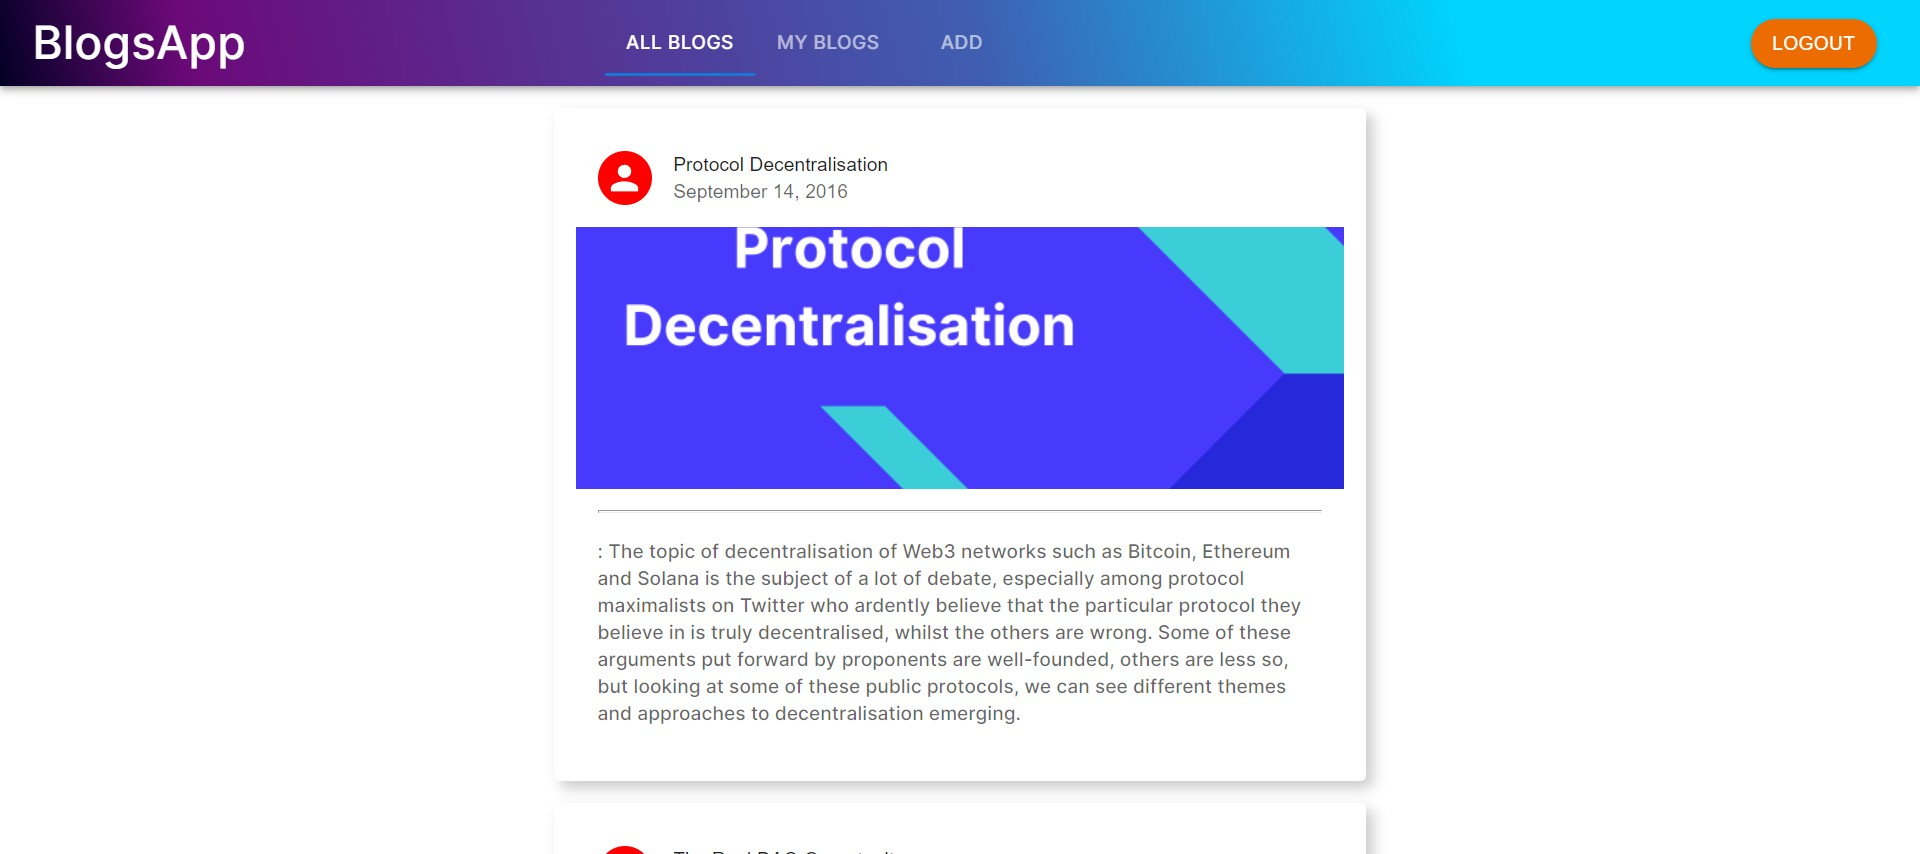 BlogsApp
ALL BLOGS
MY BLOGS
ADD
LOGOUT
Protocol Decentralisation
September 14, 2016
Protocol
Decentralisation
: The topic of decentralisation of Web3 networks such as Bitcoin, Ethereum
and Solana is the subject of a lot of debate, especially among protocol
maximalists on Twitter who ardently believe that the particular protocol they
believe in is truly decentralised, whilst the others are wrong. Some of these
arguments put forward by proponents are well-founded, others are less so,
but looking at some of these public protocols, we can see different themes
and approaches to decentralisation emerging.